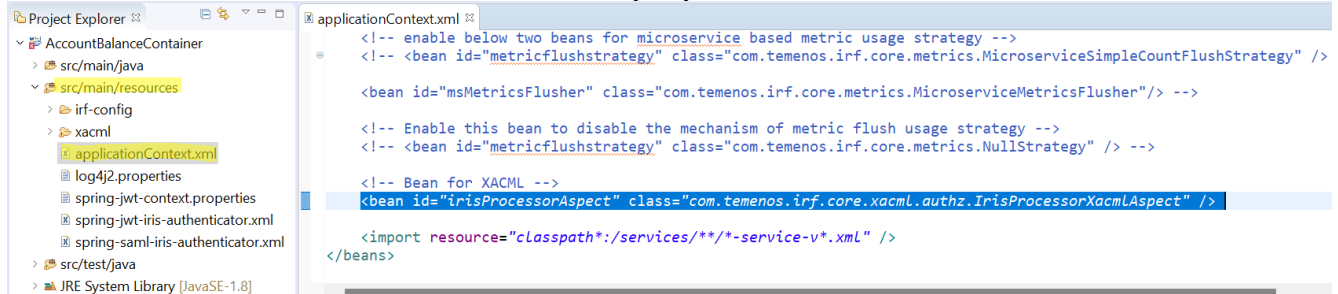 Project Explorer
AccountBalanceContainer
src/main/java
src/main/resources
irf-config
xacml
applicationContext.xml
log4j2.properties
spring-jwt-context.properties
spring-jwt-iris-authenticator.xml
spring-saml-iris-authenticator.xml
src/test/java
JRE System Library [JavaSE-1.8]
applicationContext.xml
<!-- enable below two beans for microservice based metric usage strategy -->
<!-- <bean id="metricflushstrategy" class="com.temenos.irf.core.metrics.MicroserviceSimpleCountFlushStrategy" />
<bean id="msMetricsFlusher" class="com.temenos.irf.core.metrics.MicroserviceMetricsFlusher"/> -->
<!-- Enable this bean to disable the mechanism of metric flush usage strategy -->
<!-- <bean id="metricflushstrategy" class="com.temenos.irf.core.metrics.NullStrategy" /> -->
<!-- Bean for XACML -->
<bean id="irisProcessorAspect" class="com.temenos.irf.core.xacml.authz.IrisProcessorXacmlAspect" />
<import resource="classpath*:/services/**/*-service-v*.xml" />
</beans>